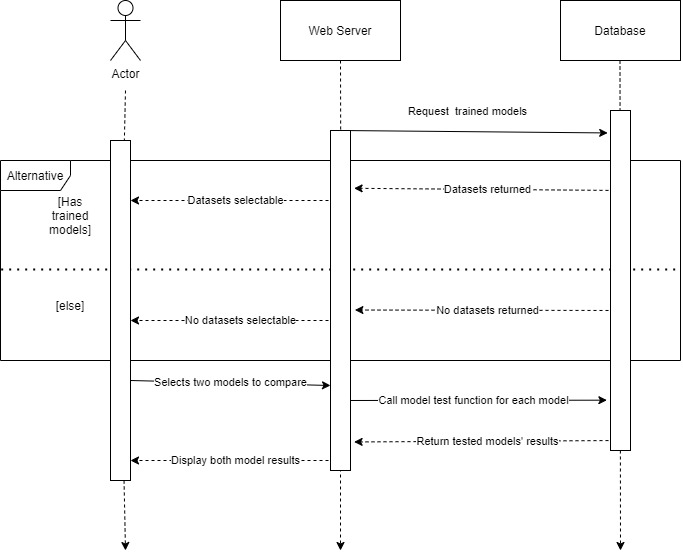 Web Server
Database
Actor
Request trained models
Alternative
Datasets returned
Datasets selectable
[Has
trained
models]
[else]
No datasets returned
No datasets selectable
Selects two models to compare
Call model test function for each model
Return tested models' results
Display both model results